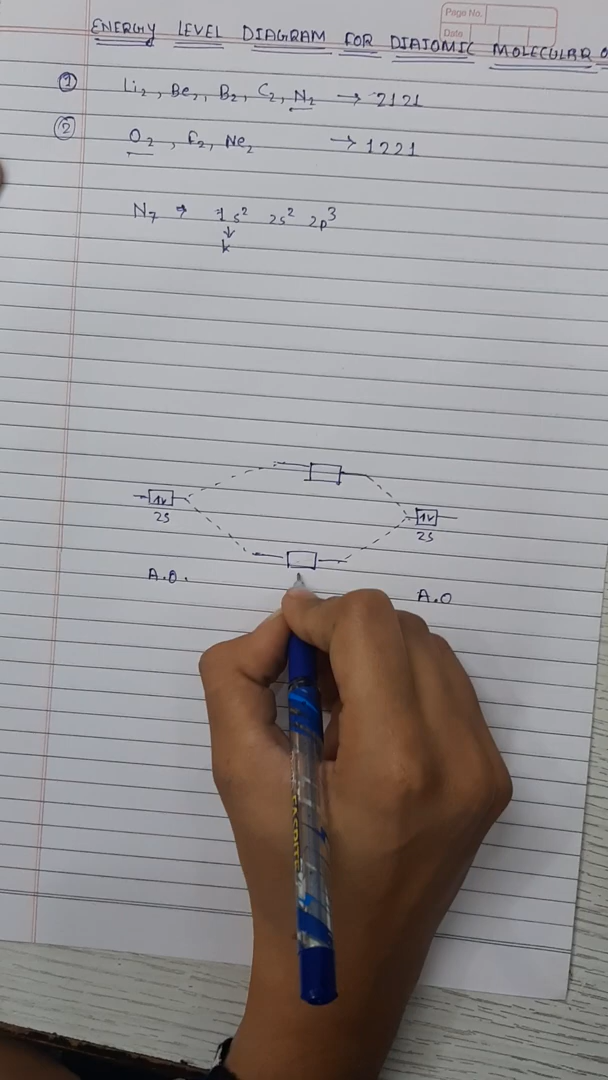 Page No.
Date
ENERGY LEVEL DIAGRAM FOR DIATOMIC MOLECULAR
① Li₂, Be₂, B₂, C₂, N₂ → 2121
② O₂, F₂, Ne₂ → 1221
N₇ → 1s² 2s² 2p³
↓
k
1v 1v
2s 2s
A.O. A.O